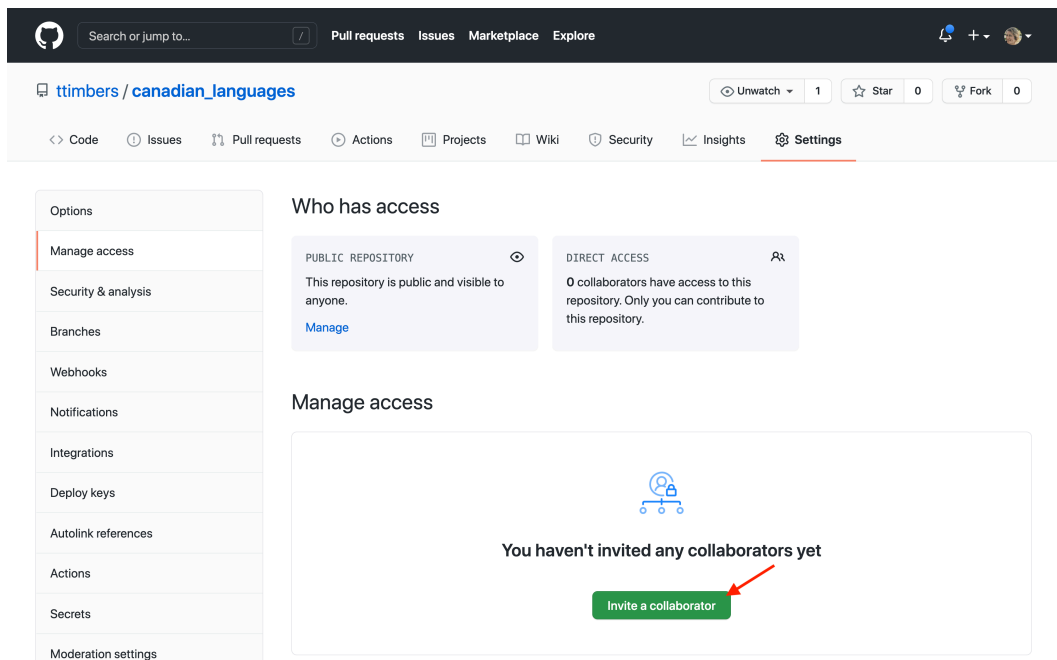 Search or jump to... /
Pull requests Issues Marketplace Explore
ttimbers / canadian_languages
Unwatch 1 Star 0 Fork 0
Code Issues Pull requests Actions Projects Wiki Security Insights Settings
Options
Manage access
Security & analysis
Branches
Webhooks
Notifications
Integrations
Deploy keys
Autolink references
Actions
Secrets
Moderation settings
Who has access
PUBLIC REPOSITORY
This repository is public and visible to
anyone.
Manage
DIRECT ACCESS
0 collaborators have access to this
repository. Only you can contribute to
this repository.
Manage access
You haven't invited any collaborators yet
Invite a collaborator